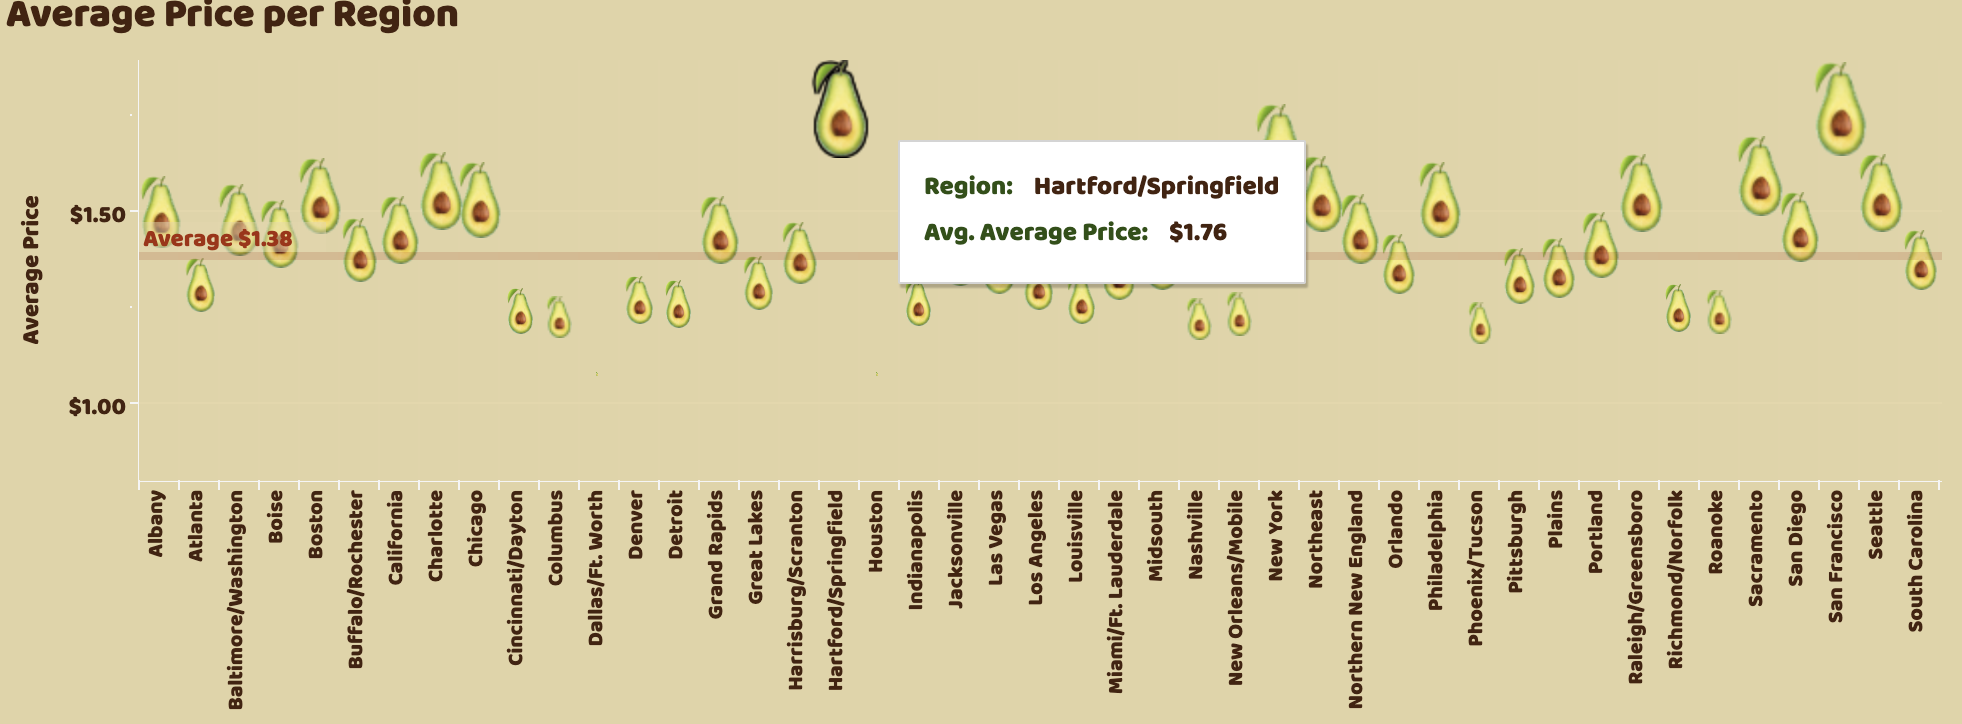 Average Price per Region
Average Price
$1.50
$1.00
Average $1.38
Region: Hartford/Springfield
Avg. Average Price: $1.76
Albany
Atlanta
Baltimore/Washington
Boise
Boston
Buffalo/Rochester
California
Charlotte
Chicago
Cincinnati/Dayton
Columbus
Dallas/Ft. Worth
Denver
Detroit
Grand Rapids
Great Lakes
Harrisburg/Scranton
Hartford/Springfield
Houston
Indianapolis
Jacksonville
Las Vegas
Los Angeles
Louisville
Miami/Ft. Lauderdale
Midsouth
Nashville
New Orleans/Mobile
New York
Northeast
Northern New England
Orlando
Philadelphia
Phoenix/Tucson
Pittsburgh
Plains
Portland
Raleigh/Greensboro
Richmond/Norfolk
Roanoke
Sacramento
San Diego
San Francisco
Seattle
South Carolina